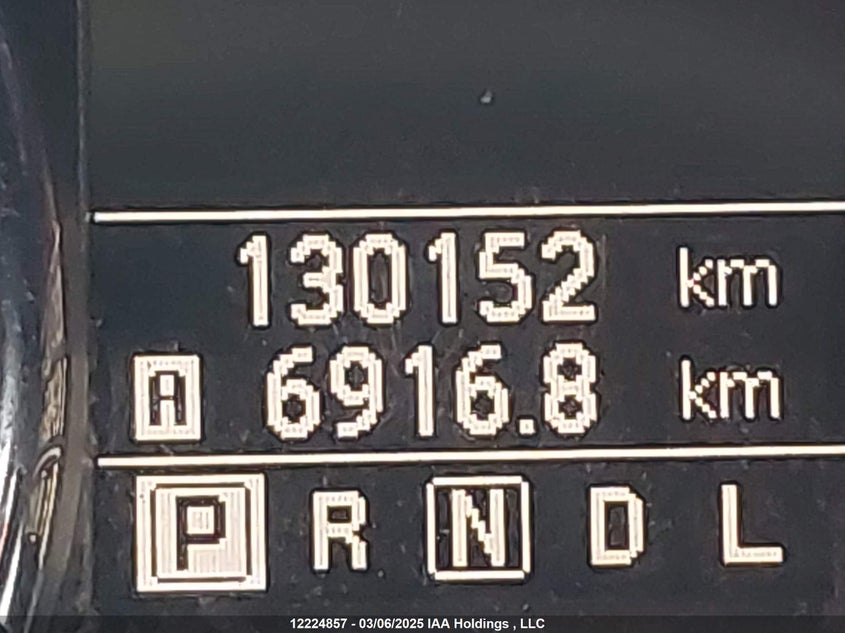 130152 km
A 6916.8 km
P R N D L
12224857 - 03/06/2025 IAA Holdings , LLC